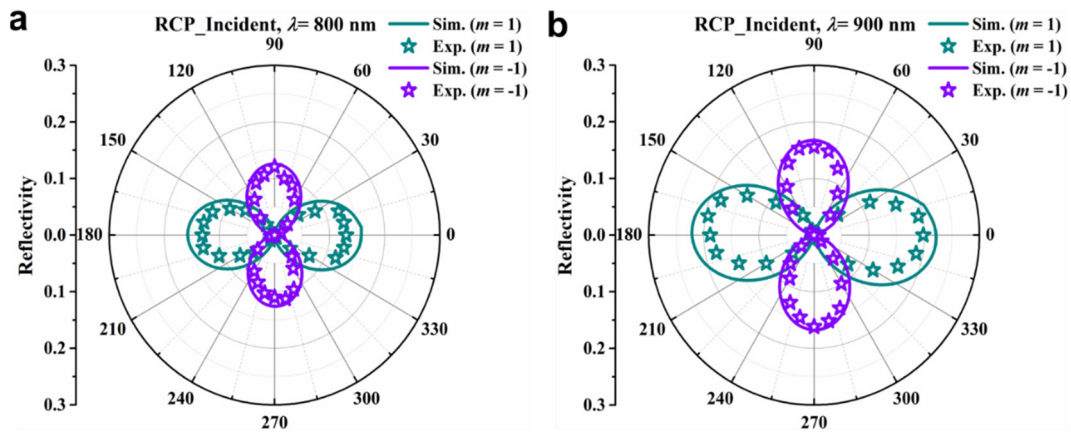 a
RCP_Incident, λ= 800 nm
Sim. (m = 1)
Exp. (m = 1)
Sim. (m = -1)
Exp. (m = -1)
Reflectivity
0.3
0.2
0.1
0.0
0.1
0.2
0.3
90
60
30
0
330
300
270
240
210
180
150
120
b
RCP_Incident, λ= 900 nm
Sim. (m = 1)
Exp. (m = 1)
Sim. (m = -1)
Exp. (m = -1)
Reflectivity
0.3
0.2
0.1
0.0
0.1
0.2
0.3
90
60
30
0
330
300
270
240
210
180
150
120